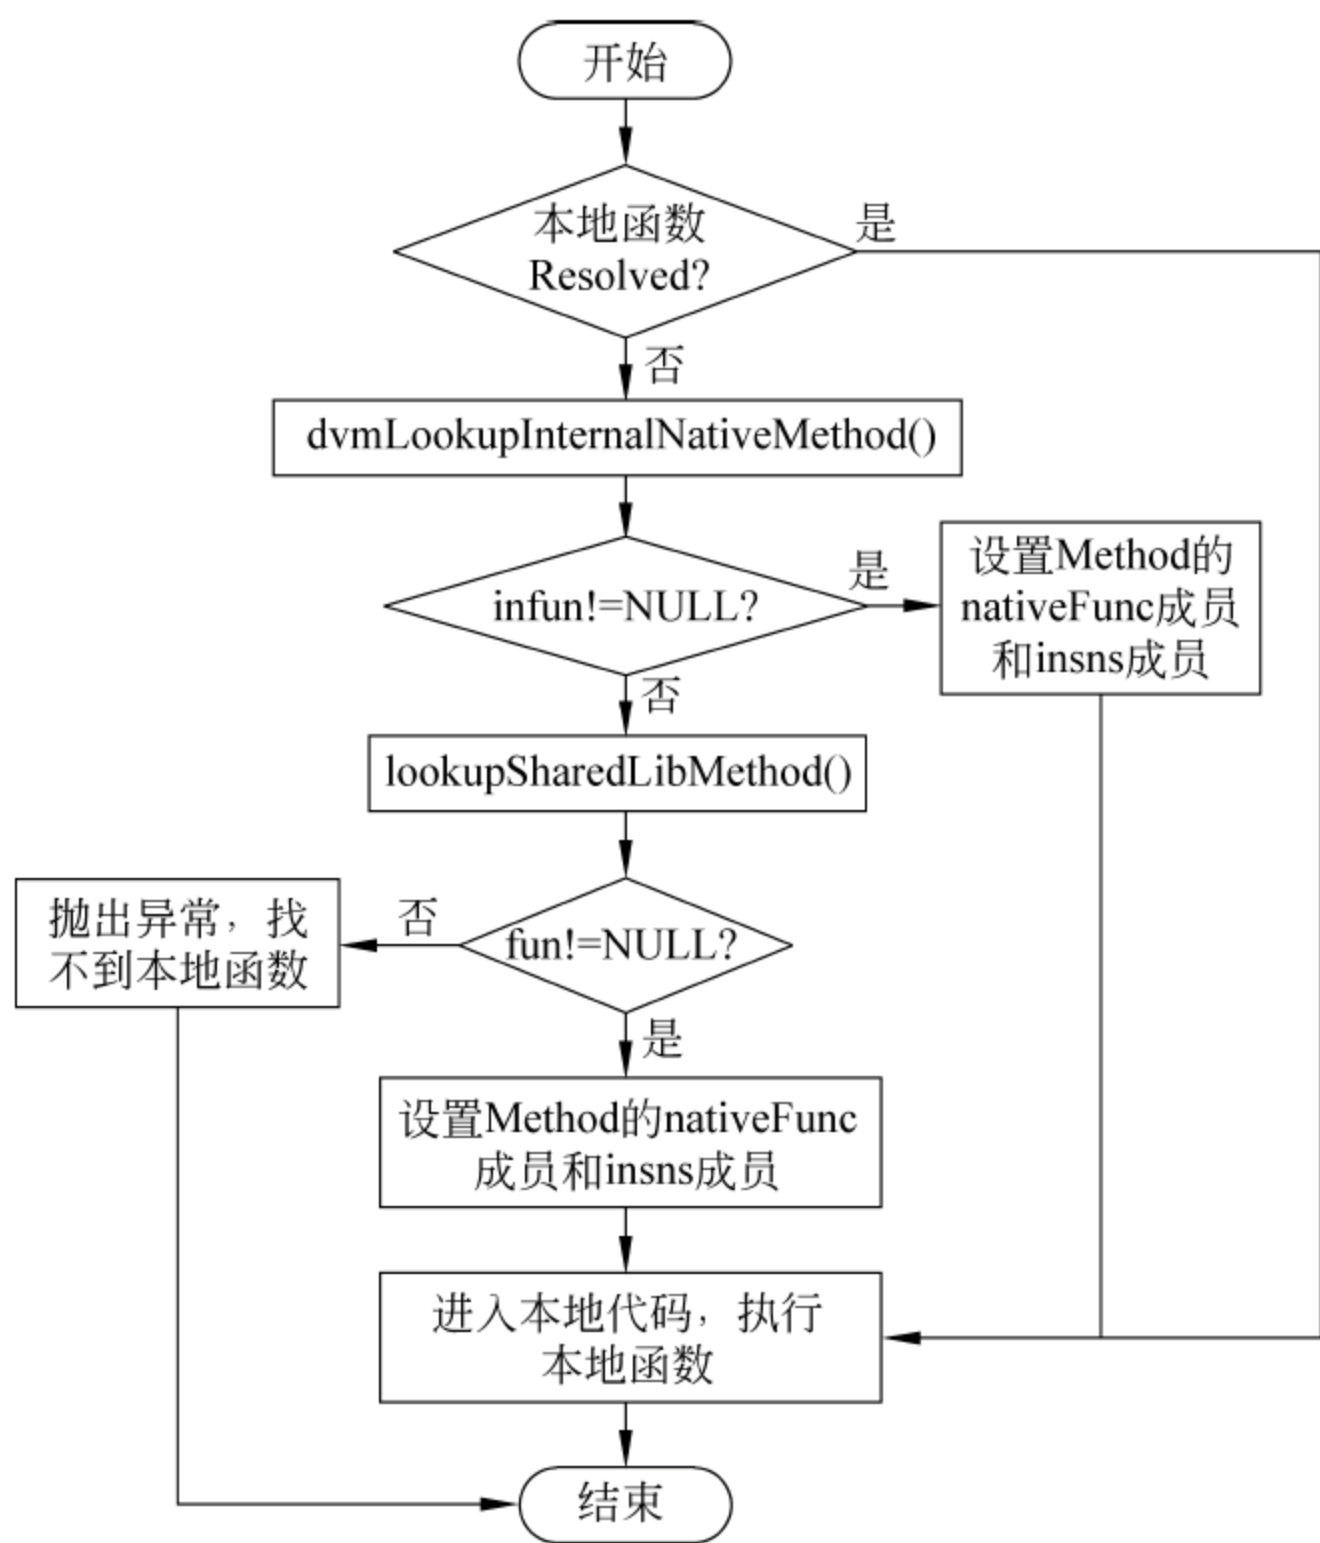 开始
本地函数
Resolved?
是
否
dvmLookupInternalNativeMethod()
infun!=NULL?
是
设置Method的
nativeFunc成员
和insns成员
否
lookupSharedLibMethod()
fun!=NULL?
否
抛出异常，找
不到本地函数
是
设置Method的nativeFunc
成员和insns成员
进入本地代码，执行
本地函数
结束